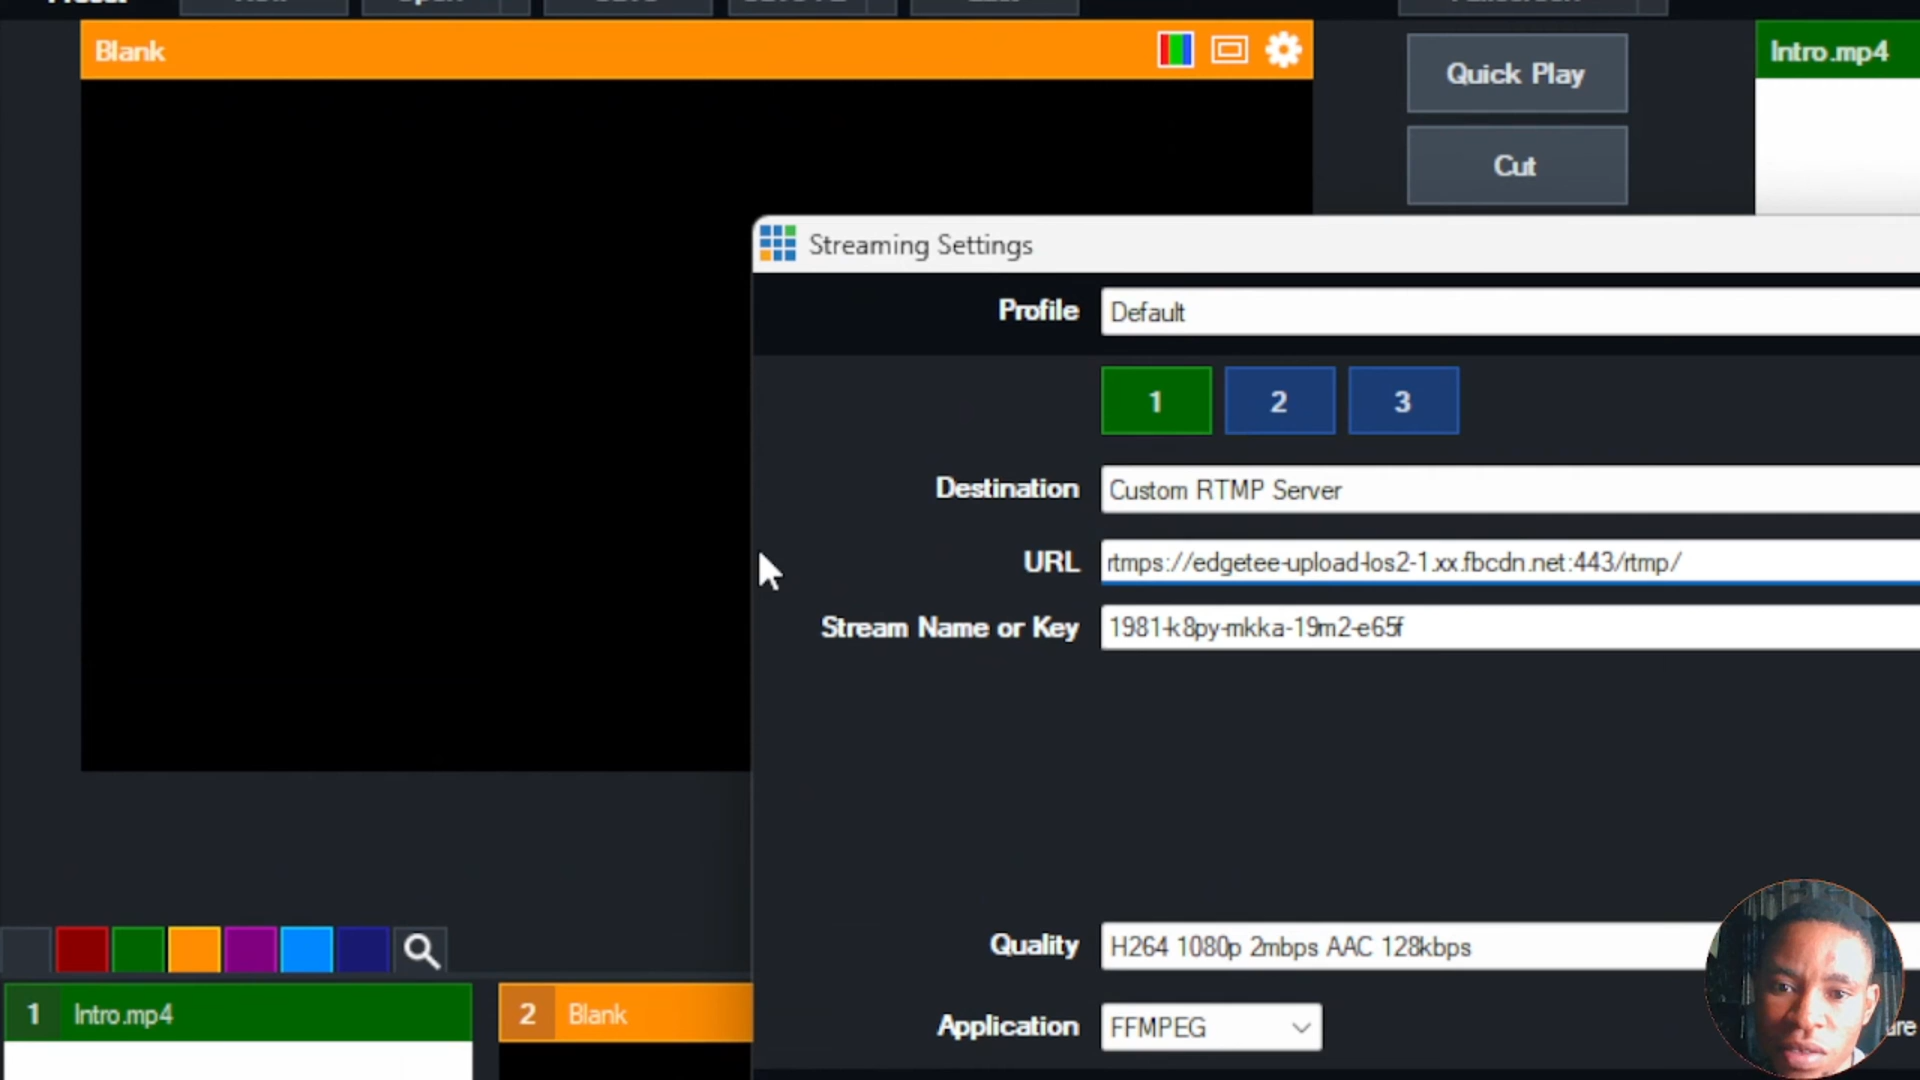 Blank
Quick Play
Intro.mp4
Cut
Streaming Settings
Profile
Default
1
2
3
Destination
Custom RTMP Server
URL
rtmps://edgetee-upload-los2-1.xx.fbcdn.net:443/rtmp/
Stream Name or Key
1981-k8py-mkka-19m2-e65f
Quality
H264 1080p 2mbps AAC 128kbps
1
Intro.mp4
2
Blank
Application
FFMPEG